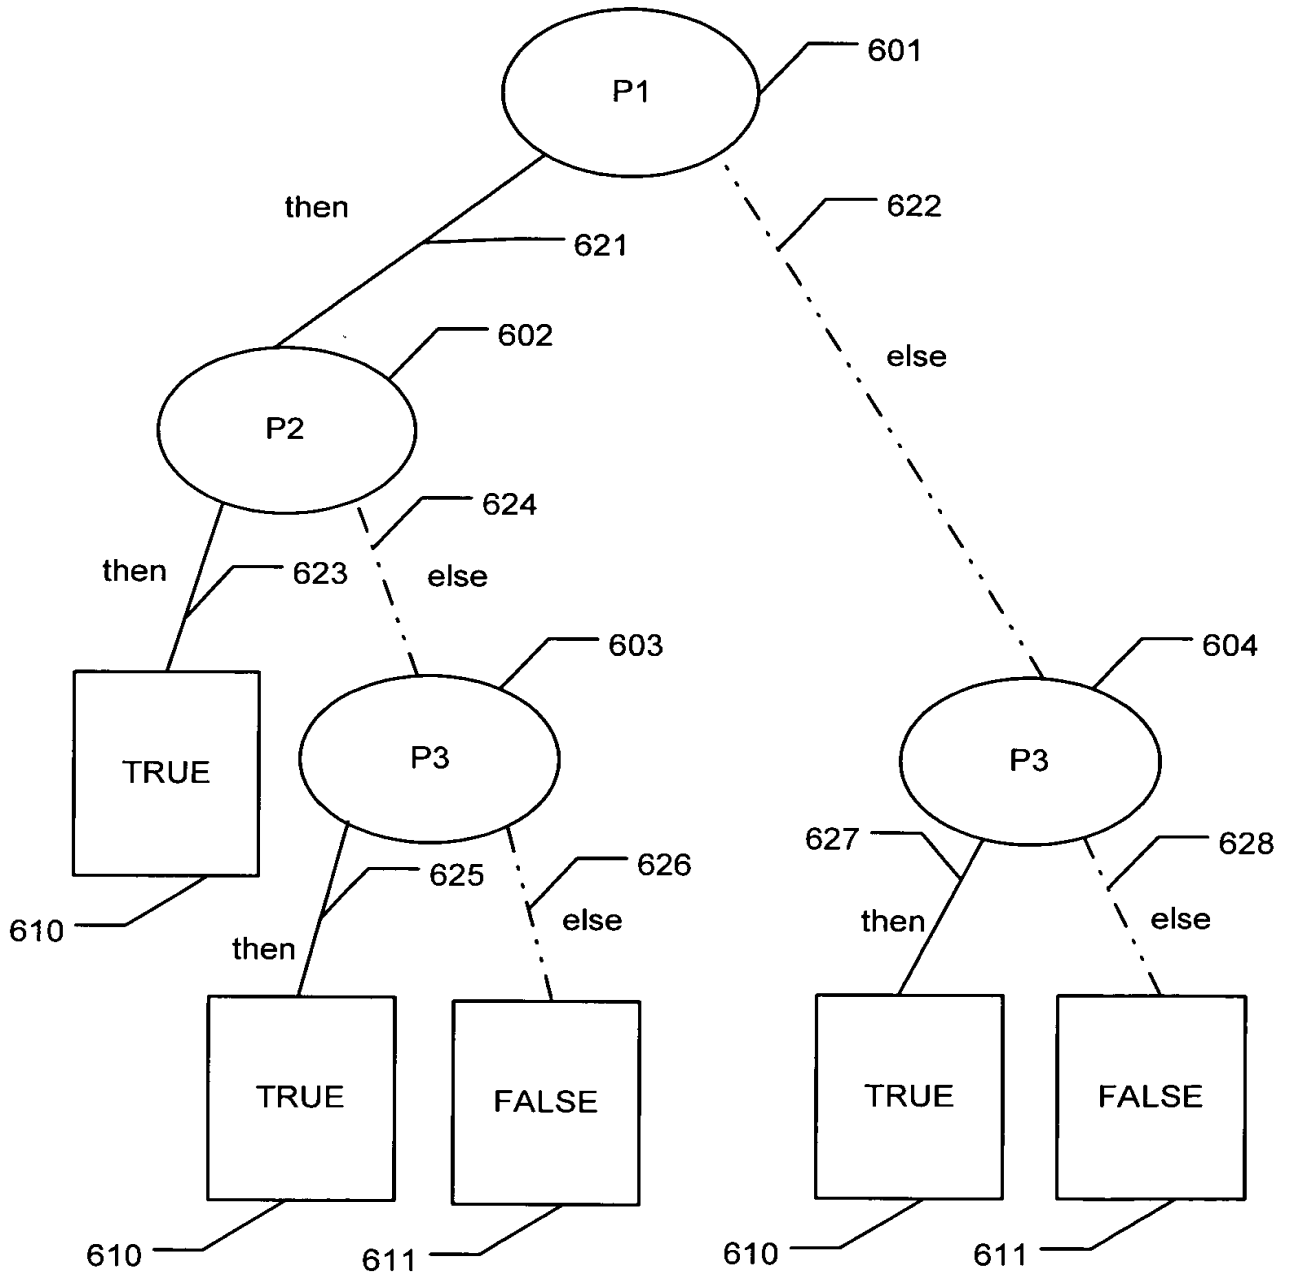 P1
601
then
622
621
602
else
P2
624
then
623
else
603
604
TRUE
P3
P3
627
628
626
625
610
then
else
then
else
TRUE
FALSE
TRUE
FALSE
610
611
610
611